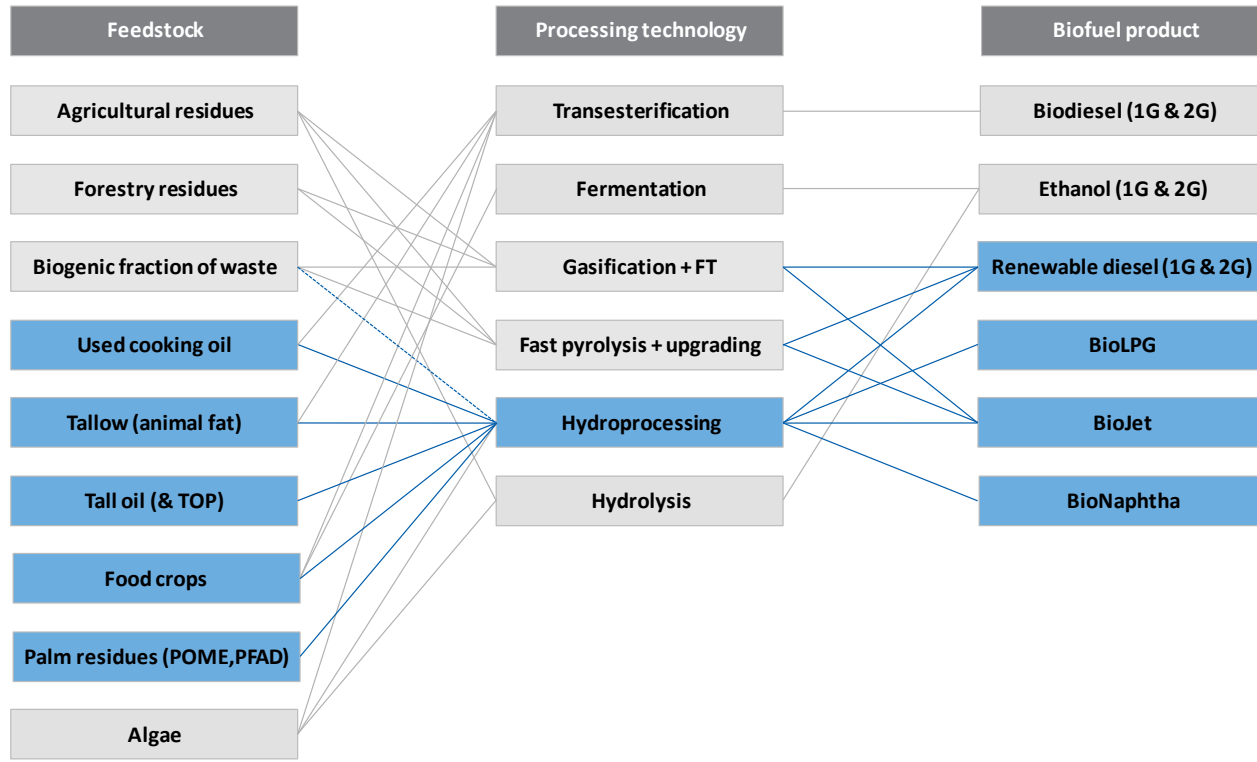 Feedstock
Processing technology
Biofuel product
Agricultural residues
Transesterification
Biodiesel (1G & 2G)
Forestry residues
Fermentation
Ethanol (1G & 2G)
Biogenic fraction of waste
Gasification + FT
Renewable diesel (1G & 2G)
Used cooking oil
Fast pyrolysis + upgrading
BioLPG
Tallow (animal fat)
Hydroprocessing
BioJet
Tall oil (& TOP)
Hydrolysis
BioNaphtha
Food crops
Palm residues (POME,PFAD)
Algae